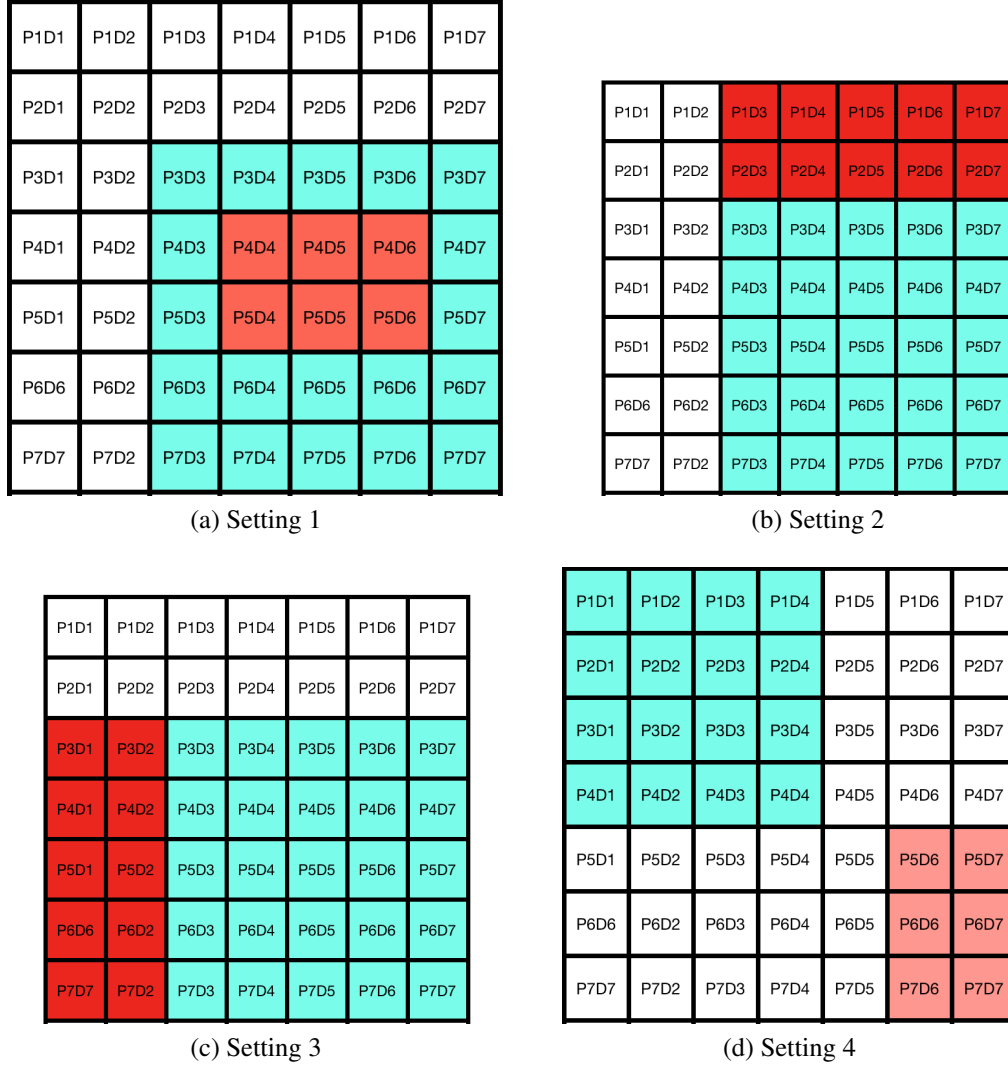 P1D1 P1D2 P1D3 P1D4 P1D5 P1D6 P1D7
P2D1 P2D2 P2D3 P2D4 P2D5 P2D6 P2D7
P3D1 P3D2 P3D3 P3D4 P3D5 P3D6 P3D7
P4D1 P4D2 P4D3 P4D4 P4D5 P4D6 P4D7
P5D1 P5D2 P5D3 P5D4 P5D5 P5D6 P5D7
P6D6 P6D2 P6D3 P6D4 P6D5 P6D6 P6D7
P7D7 P7D2 P7D3 P7D4 P7D5 P7D6 P7D7
(a) Setting 1
P1D1 P1D2 P1D3 P1D4 P1D5 P1D6 P1D7
P2D1 P2D2 P2D3 P2D4 P2D5 P2D6 P2D7
P3D1 P3D2 P3D3 P3D4 P3D5 P3D6 P3D7
P4D1 P4D2 P4D3 P4D4 P4D5 P4D6 P4D7
P5D1 P5D2 P5D3 P5D4 P5D5 P5D6 P5D7
P6D6 P6D2 P6D3 P6D4 P6D5 P6D6 P6D7
P7D7 P7D2 P7D3 P7D4 P7D5 P7D6 P7D7
(b) Setting 2
P1D1 P1D2 P1D3 P1D4 P1D5 P1D6 P1D7
P2D1 P2D2 P2D3 P2D4 P2D5 P2D6 P2D7
P3D1 P3D2 P3D3 P3D4 P3D5 P3D6 P3D7
P4D1 P4D2 P4D3 P4D4 P4D5 P4D6 P4D7
P5D1 P5D2 P5D3 P5D4 P5D5 P5D6 P5D7
P6D6 P6D2 P6D3 P6D4 P6D5 P6D6 P6D7
P7D7 P7D2 P7D3 P7D4 P7D5 P7D6 P7D7
(c) Setting 3
P1D1 P1D2 P1D3 P1D4 P1D5 P1D6 P1D7
P2D1 P2D2 P2D3 P2D4 P2D5 P2D6 P2D7
P3D1 P3D2 P3D3 P3D4 P3D5 P3D6 P3D7
P4D1 P4D2 P4D3 P4D4 P4D5 P4D6 P4D7
P5D1 P5D2 P5D3 P5D4 P5D5 P5D6 P5D7
P6D6 P6D2 P6D3 P6D4 P6D5 P6D6 P6D7
P7D7 P7D2 P7D3 P7D4 P7D5 P7D6 P7D7
(d) Setting 4